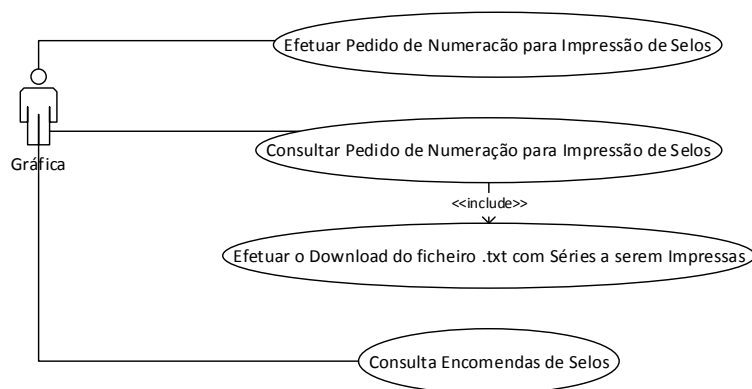 Efetuar Pedido de Numeracão para Impressão de Selos
Gráfica
Consultar Pedido de Numeração para Impressão de Selos
<<include>>
Efetuar o Download do ficheiro .txt com Séries a serem Impressas
Consulta Encomendas de Selos